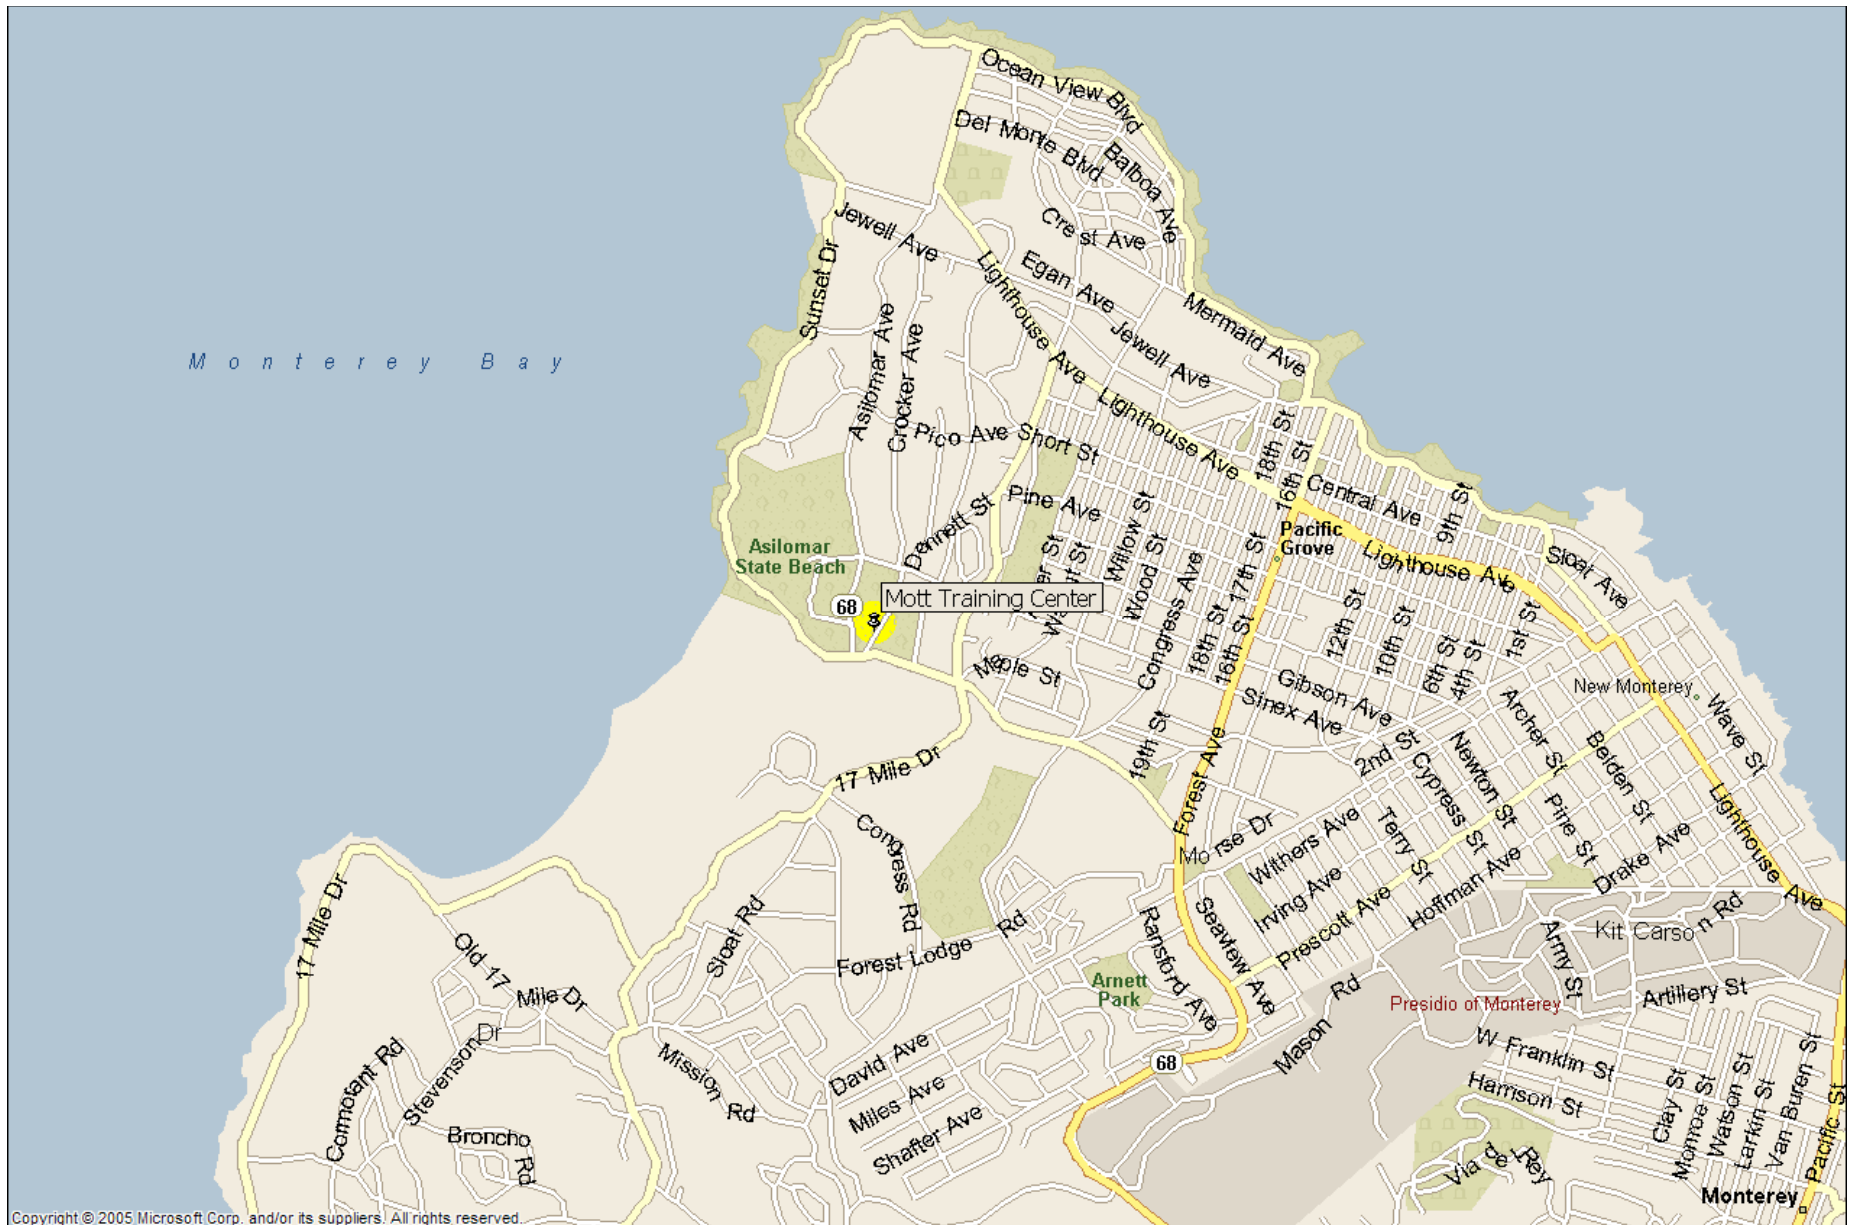 Ocean View Blvd
Del Monte Blvd
Balboa Ave
Crest Ave
Jewell Ave
Sunset Dr
Lighthouse Ave
Egan Ave
Mermaid Ave
Jewell Ave
Monterey Bay
Asilomar Ave
Crocker Ave
Lighthouse Ave
Pico Ave
Short St
18th St
16th St
Central Ave
9th St
Pine Ave
Dennett St
Willow St
Wood St
Congress Ave
17th St
Pacific
Grove
Lighthouse Ave
Sloat Ave
Asilomar
State Beach
68
Mott Training Center
18th St
16th St
12th St
10th St
6th St
4th St
1st St
Maple St
Gibson Ave
Sinex Ave
New Monterey
Archer St
Wave St
19th St
2nd St
Cypress St
Newton St
Belden St
17 Mile Dr
Forest Ave
Pine St
Lighthouse Ave
Congress Rd
Morse Dr
Withers Ave
Terry St
Irving Ave
Prescott Ave
Hoffman Ave
Drake Ave
17 Mile Dr
Old 17 Mile Dr
Sloat Rd
Forest Lodge Rd
Ransford Ave
Seaview Ave
Arnett
Park
Kit Carson Rd
Army St
Artillery St
Presidio of Monterey
Mason Rd
Stevenson Dr
Mission Rd
David Ave
Miles Ave
Shafter Ave
68
W Franklin St
Harrison St
Clay St
Monroe St
Watson St
Larkin St
Van Buren St
Pacific St
Broncho Rd
Via del Rey
Monterey
Copyright © 2005 Microsoft Corp. and/or its suppliers. All rights reserved.